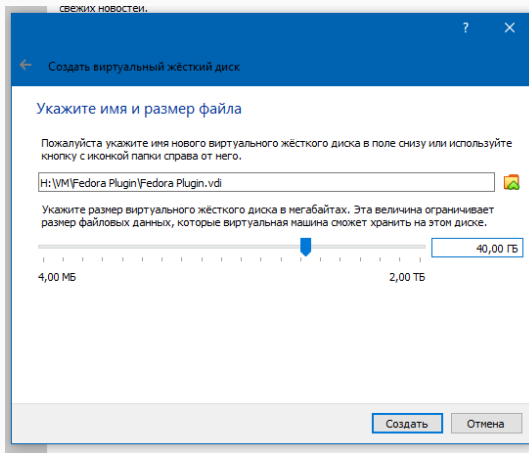 свежих новостей.
?
Создать виртуальный жёсткий диск
Укажите имя и размер файла
Пожалуйста укажите имя нового виртуального жёсткого диска в поле снизу или используйте
кнопку с иконкой папки справа от него.
H:\VM\Fedora Plugin\Fedora Plugin.vdi
Укажите размер виртуального жёсткого диска в мегабайтах. Эта величина ограничивает
размер файловых данных, которые виртуальная машина сможет хранить на этом диске.
40,00 ГБ
4,00 МБ 2,00 ТБ
Создать Отмена